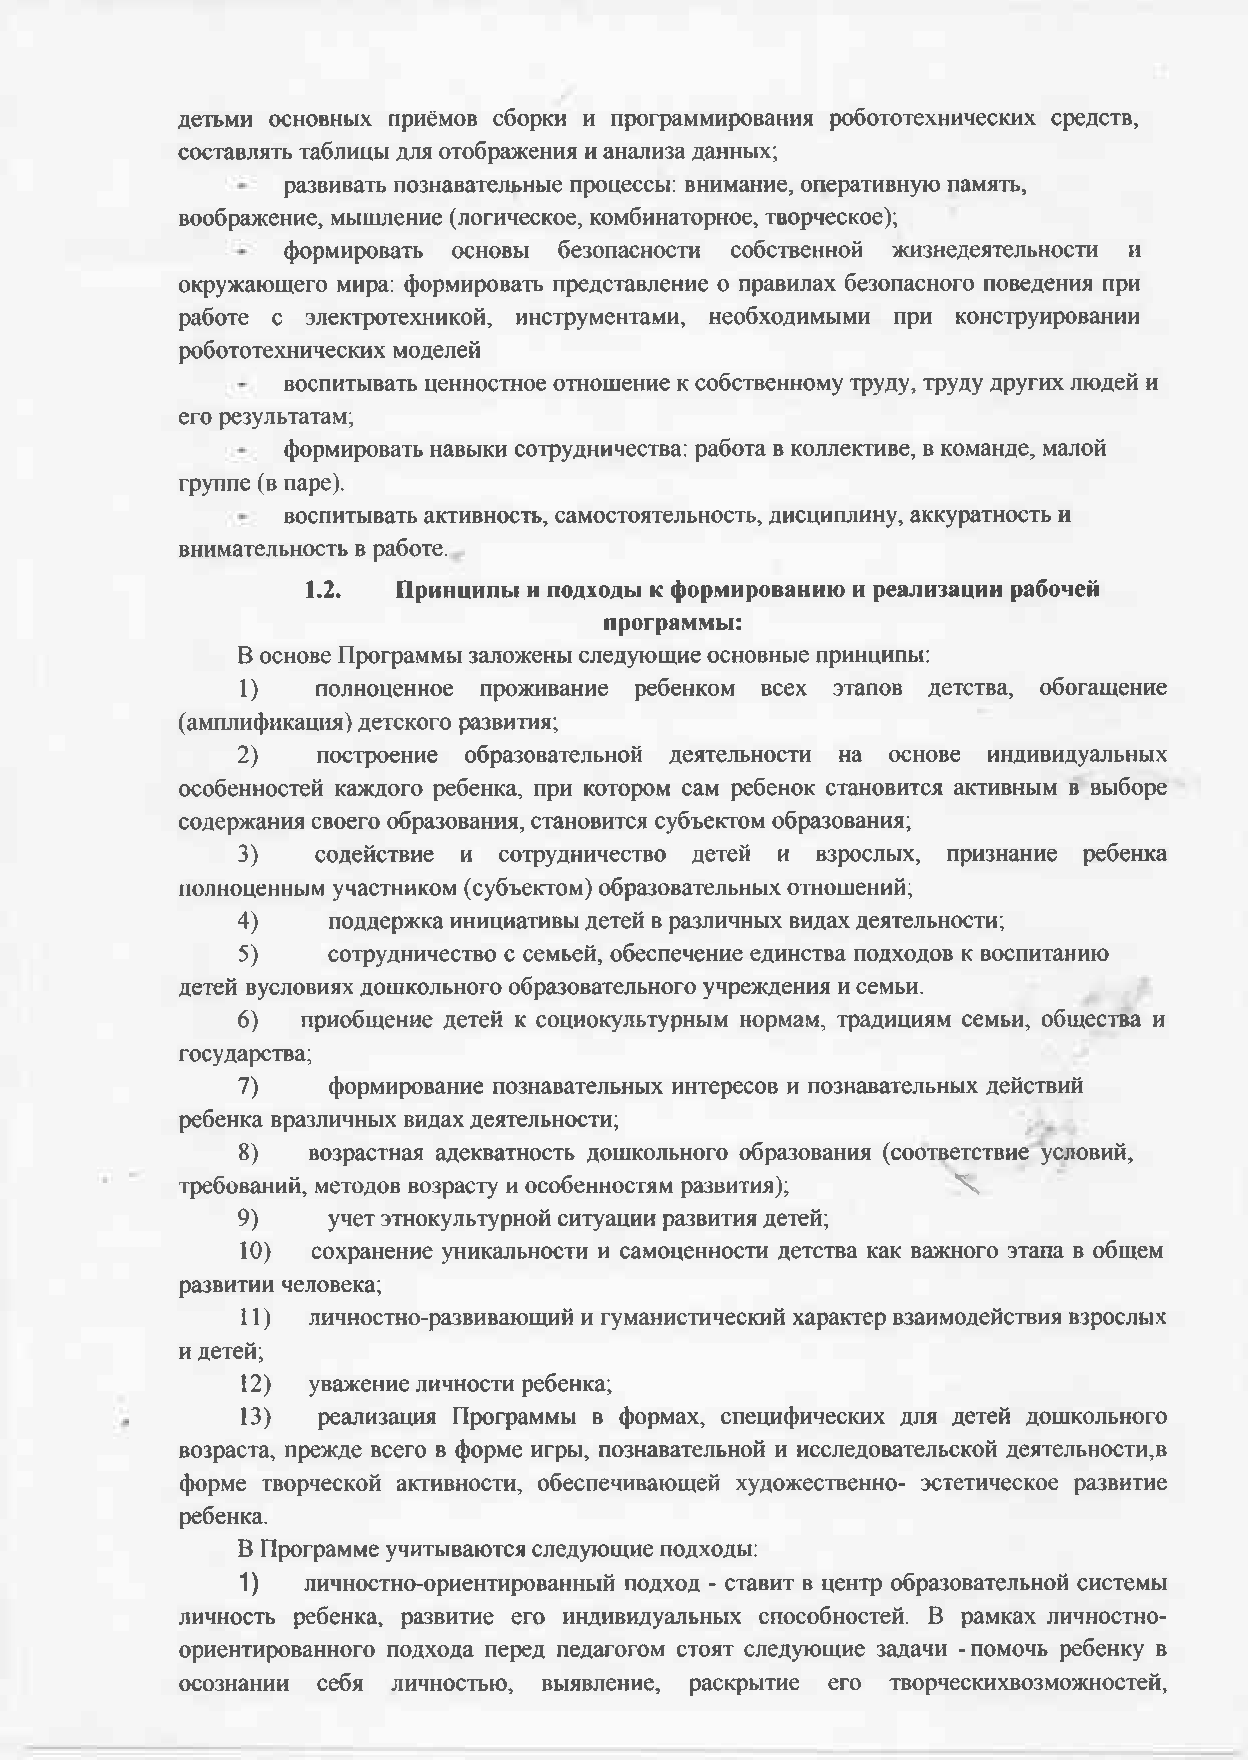 детьми основных приёмов сборки и программирования робототехнических средств,
составлять таблицы для отображения и анализа данных;
- развивать познавательные процессы: внимание, оперативную память,
воображение, мышление (логическое, комбинаторное, творческое);
- формировать основы безопасности собственной жизнедеятельности и
окружающего мира: формировать представление о правилах безопасного поведения при
работе с электротехникой, инструментами, необходимыми при конструировании
робототехнических моделей
- воспитывать ценностное отношение к собственному труду, труду других людей и
его результатам;
- формировать навыки сотрудничества: работа в коллективе, в команде, малой
группе (в паре).
- воспитывать активность, самостоятельность, дисциплину, аккуратность и
внимательность в работе.
1.2. Принципы и подходы к формированию и реализации рабочей
программы:
В основе Программы заложены следующие основные принципы:
1) полноценное проживание ребенком всех этапов детства, обогащение
(амплификация) детского развития;
2) построение образовательной деятельности на основе индивидуальных
особенностей каждого ребенка, при котором сам ребенок становится активным в выборе
содержания своего образования, становится субъектом образования;
3) содействие и сотрудничество детей и взрослых, признание ребенка
полноценным участником (субъектом) образовательных отношений;
4) поддержка инициативы детей в различных видах деятельности;
5) сотрудничество с семьей, обеспечение единства подходов к воспитанию
детей вусловиях дошкольного образовательного учреждения и семьи.
6) приобщение детей к социокультурным нормам, традициям семьи, общества и
государства;
7) формирование познавательных интересов и познавательных действий
ребенка вразличных видах деятельности;
8) возрастная адекватность дошкольного образования (соответствие условий,
требований, методов возрасту и особенностям развития);
9) учет этнокультурной ситуации развития детей;
10) сохранение уникальности и самоценности детства как важного этапа в общем
развитии человека;
11) личностно-развивающий и гуманистический характер взаимодействия взрослых
и детей;
12) уважение личности ребенка;
13) реализация Программы в формах, специфических для детей дошкольного
возраста, прежде всего в форме игры, познавательной и исследовательской деятельности,в
форме творческой активности, обеспечивающей художественно- эстетическое развитие
ребенка.
В Программе учитываются следующие подходы:
1) личностно-ориентированный подход - ставит в центр образовательной системы
личность ребенка, развитие его индивидуальных способностей. В рамках личностно-
ориентированного подхода перед педагогом стоят следующие задачи - помочь ребенку в
осознании себя личностью, выявление, раскрытие его творческихвозможностей,